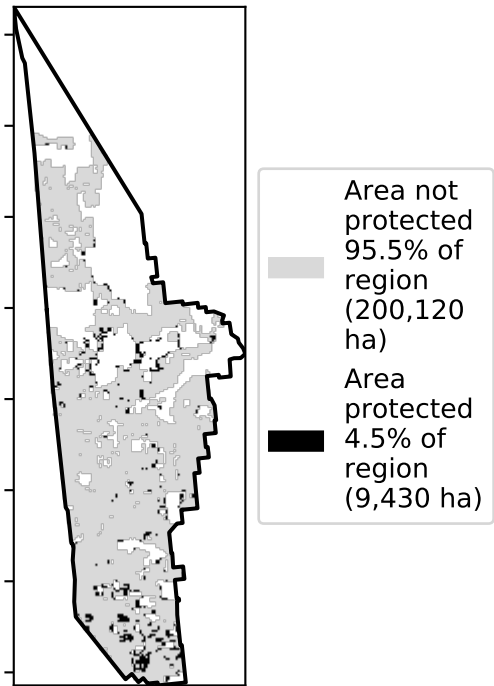 Area not
protected
95.5% of
region
(200,120
ha)
Area
protected
4.5% of
region
(9,430 ha)